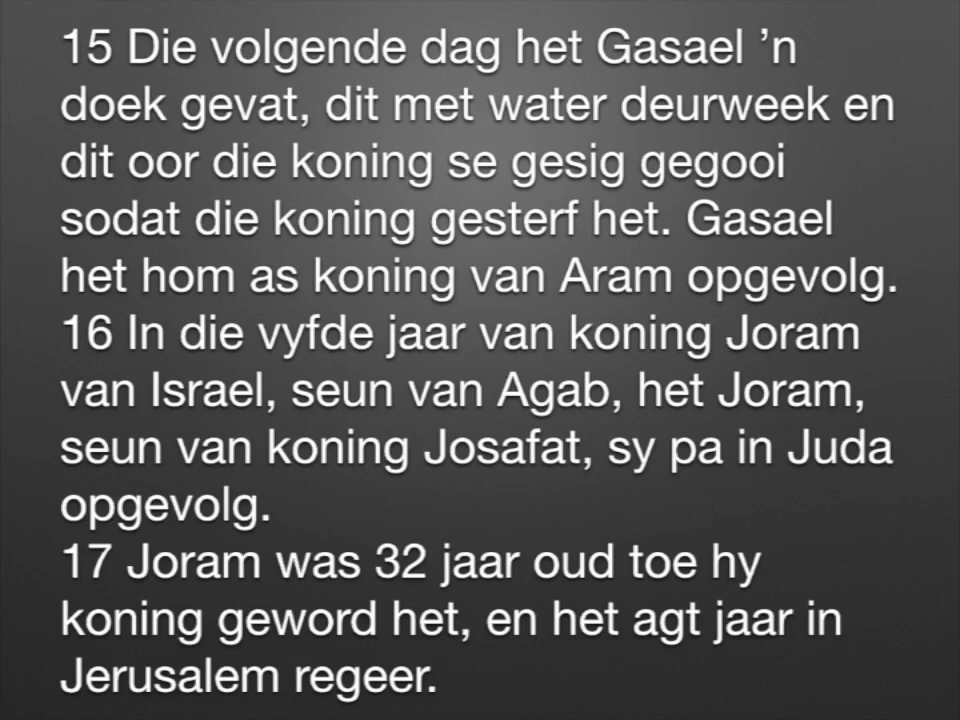 15 Die volgende dag het Gasael ’n
doek gevat, dit met water deurweek en
dit oor die koning se gesig gegooi
sodat die koning gesterf het. Gasael
het hom as koning van Aram opgevolg.
16 In die vyfde jaar van koning Joram
van Israel, seun van Agab, het Joram,
seun van koning Josafat, sy pa in Juda
opgevolg.
17 Joram was 32 jaar oud toe hy
koning geword het, en het agt jaar in
Jerusalem regeer.